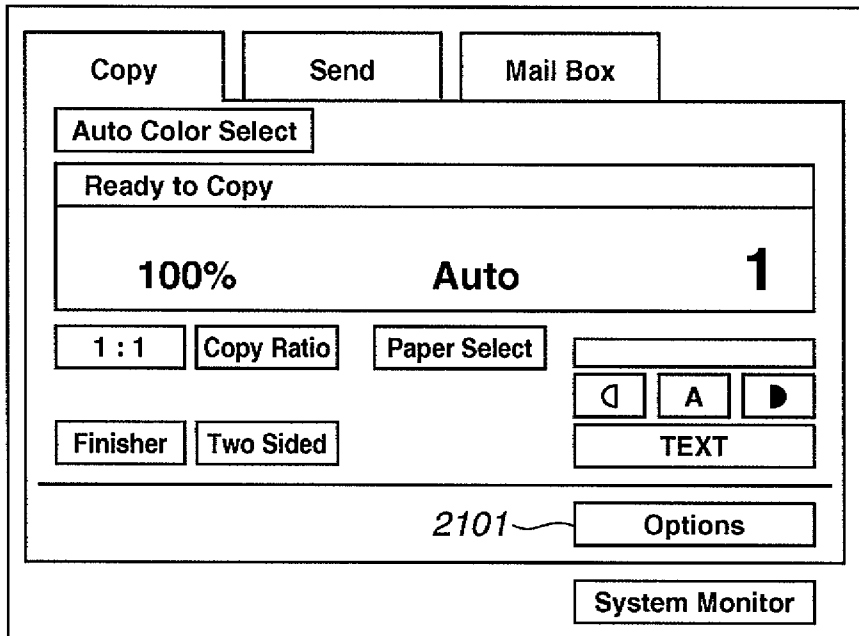 Copy Send Mail Box
Auto Color Select
Ready to Copy
100% Auto 1
1 : 1 Copy Ratio Paper Select
A
Finisher Two Sided TEXT
2101 Options
System Monitor